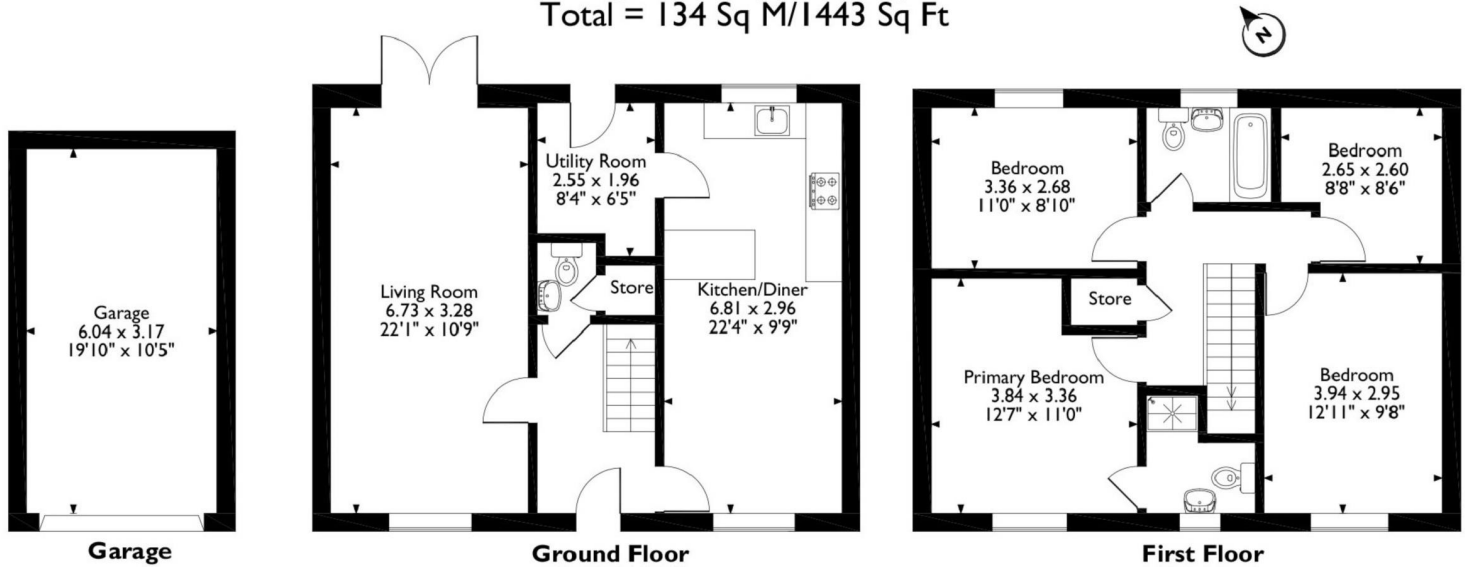 Total = 134 Sq M/1443 Sq Ft
N
Garage
6.04 x 3.17
19'10" x 10'5"
Garage
Living Room
6.73 x 3.28
22'1" x 10'9"
Utility Room
2.55 x 1.96
8'4" x 6'5"
Store
Kitchen/Diner
6.81 x 2.96
22'4" x 9'9"
Ground Floor
Bedroom
3.36 x 2.68
11'0" x 8'10"
Bedroom
2.65 x 2.60
8'8" x 8'6"
Store
Primary Bedroom
3.84 x 3.36
12'7" x 11'0"
Bedroom
3.94 x 2.95
12'11" x 9'8"
First Floor